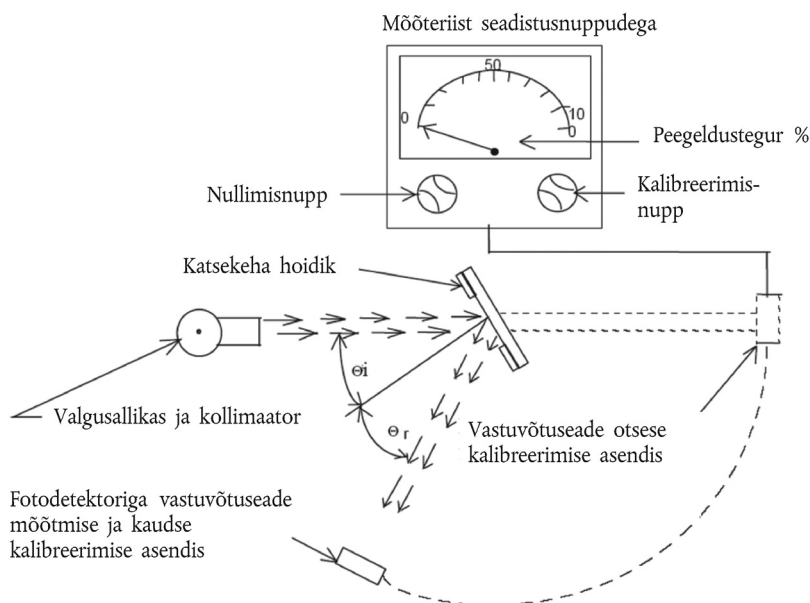 Mõõteriist seadistusnuppudega
50
0
10
0
Peegeldustegur %
Nullimisnupp
Kalibreerimis-
nupp
Katsekeha hoidik
Θi
Θ r
Valgusallikas ja kollimaator
Vastuvõtuseade otsese
kalibreerimise asendis
Fotodetektoriga vastuvõtuseade
mõõtmise ja kaudse
kalibreerimise asendis